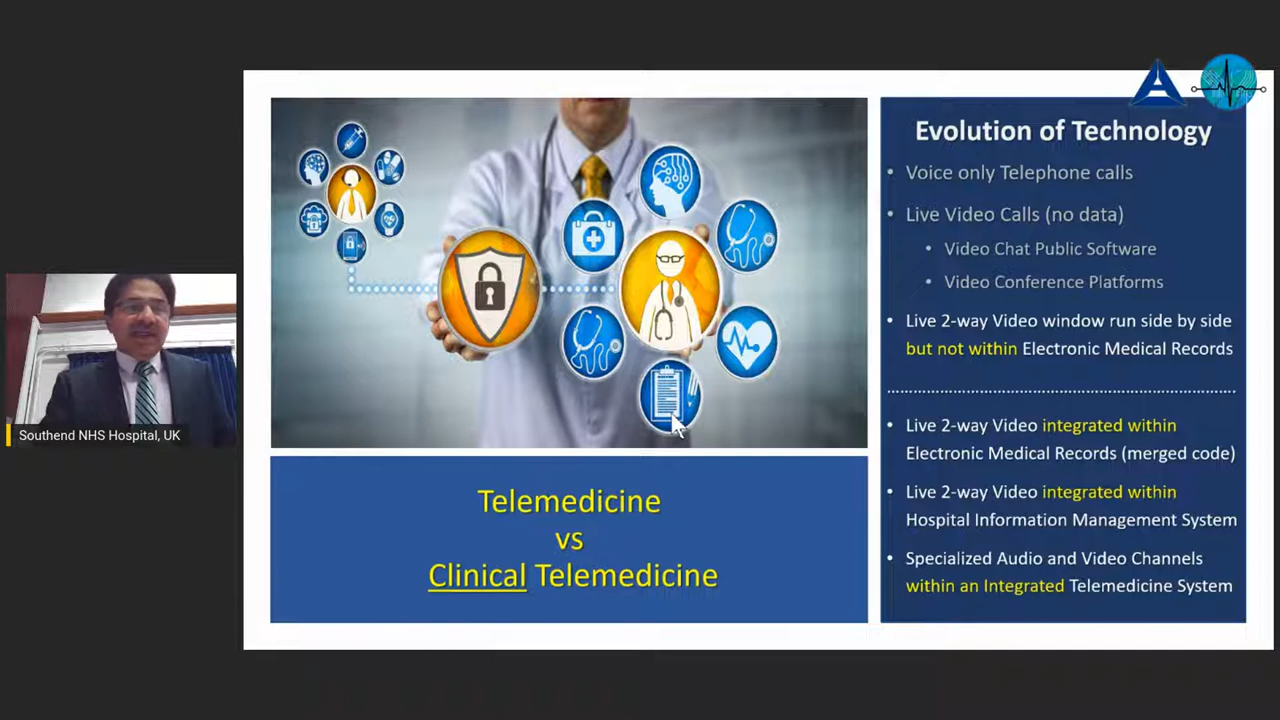 Southend NHS Hospital, UK
Telemedicine
vs
Clinical Telemedicine
Evolution of Technology
• Voice only Telephone calls
• Live Video Calls (no data)
• Video Chat Public Software
• Video Conference Platforms
• Live 2-way Video window run side by side
but not within Electronic Medical Records
• Live 2-way Video integrated within
Electronic Medical Records (merged code)
• Live 2-way Video integrated within
Hospital Information Management System
• Specialized Audio and Video Channels
within an Integrated Telemedicine System